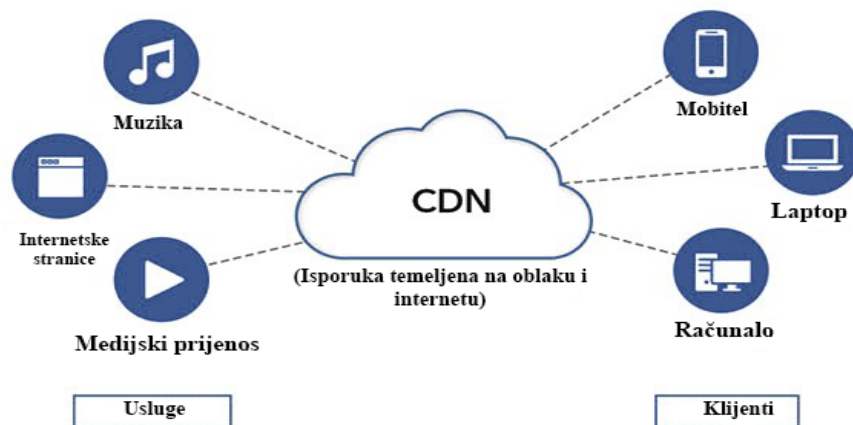 Muzika
Internetske
stranice
Medijski prijenos
Usluge
CDN
(Isporuka temeljena na oblaku i
internetu)
Mobitel
Laptop
Računalo
Klijenti